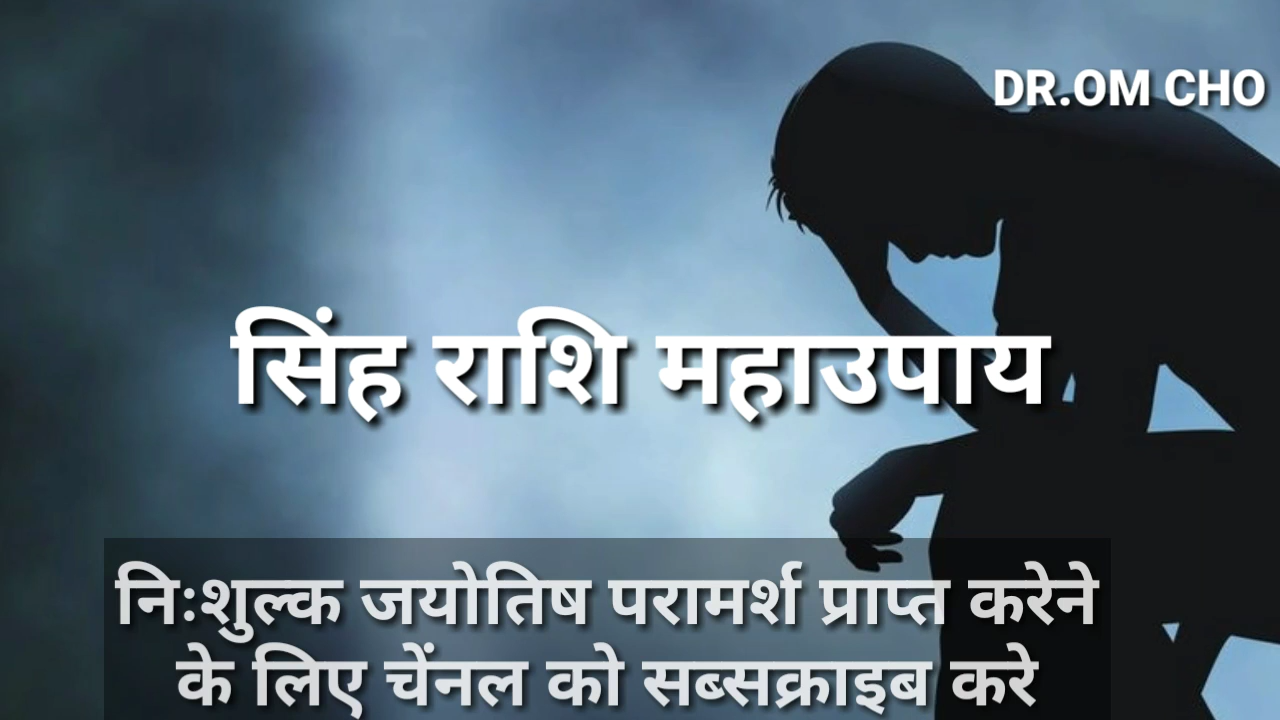 DR.OM CHO
सिंह राशि महाउपाय
निःशुल्क जयोतिष परामर्श प्राप्त करेने
के लिए चेंनल को सब्सक्राइब करे